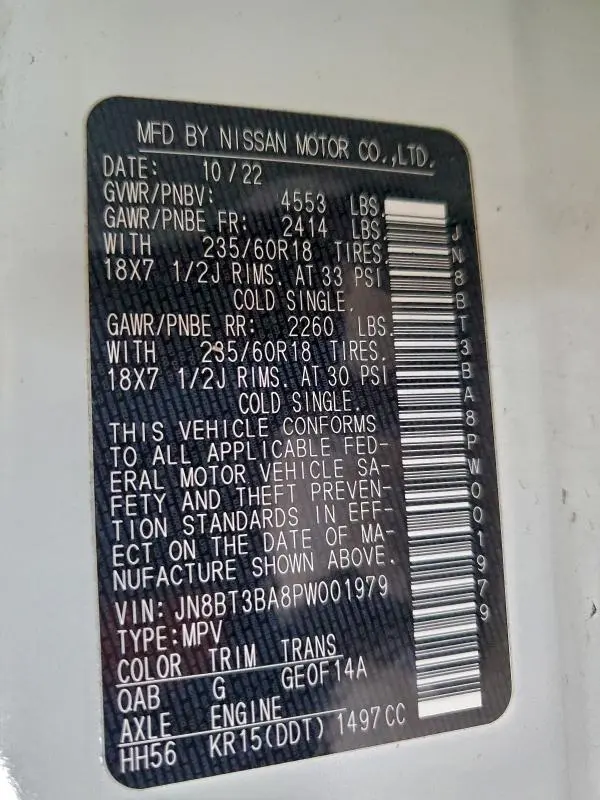 MFD BY NISSAN MOTOR CO.,LTD.
DATE: 10/22
GVWR/PNBV: 4553 LBS.
GAWR/PNBE FR: 2414 LBS.
WITH 235/60R18 TIRES.
18X7 1/2J RIMS. AT 33 PSI
COLD SINGLE.
GAWR/PNBE RR: 2260 LBS.
WITH 235/60R18 TIRES.
18X7 1/2J RIMS. AT 30 PSI
COLD SINGLE.
THIS VEHICLE CONFORMS
TO ALL APPLICABLE FED-
ERAL MOTOR VEHICLE SA-
FETY AND THEFT PREVEN-
TION STANDARDS IN EFF-
ECT ON THE DATE OF MA-
NUFACTURE SHOWN ABOVE.
VIN: JN8BT3BA8PW001979
TYPE:MPV
COLOR TRIM TRANS
QAB G GE0F14A
AXLE ENGINE
HH56 KR15(DDT) 1497CC
JN8BT3BA8PW001979